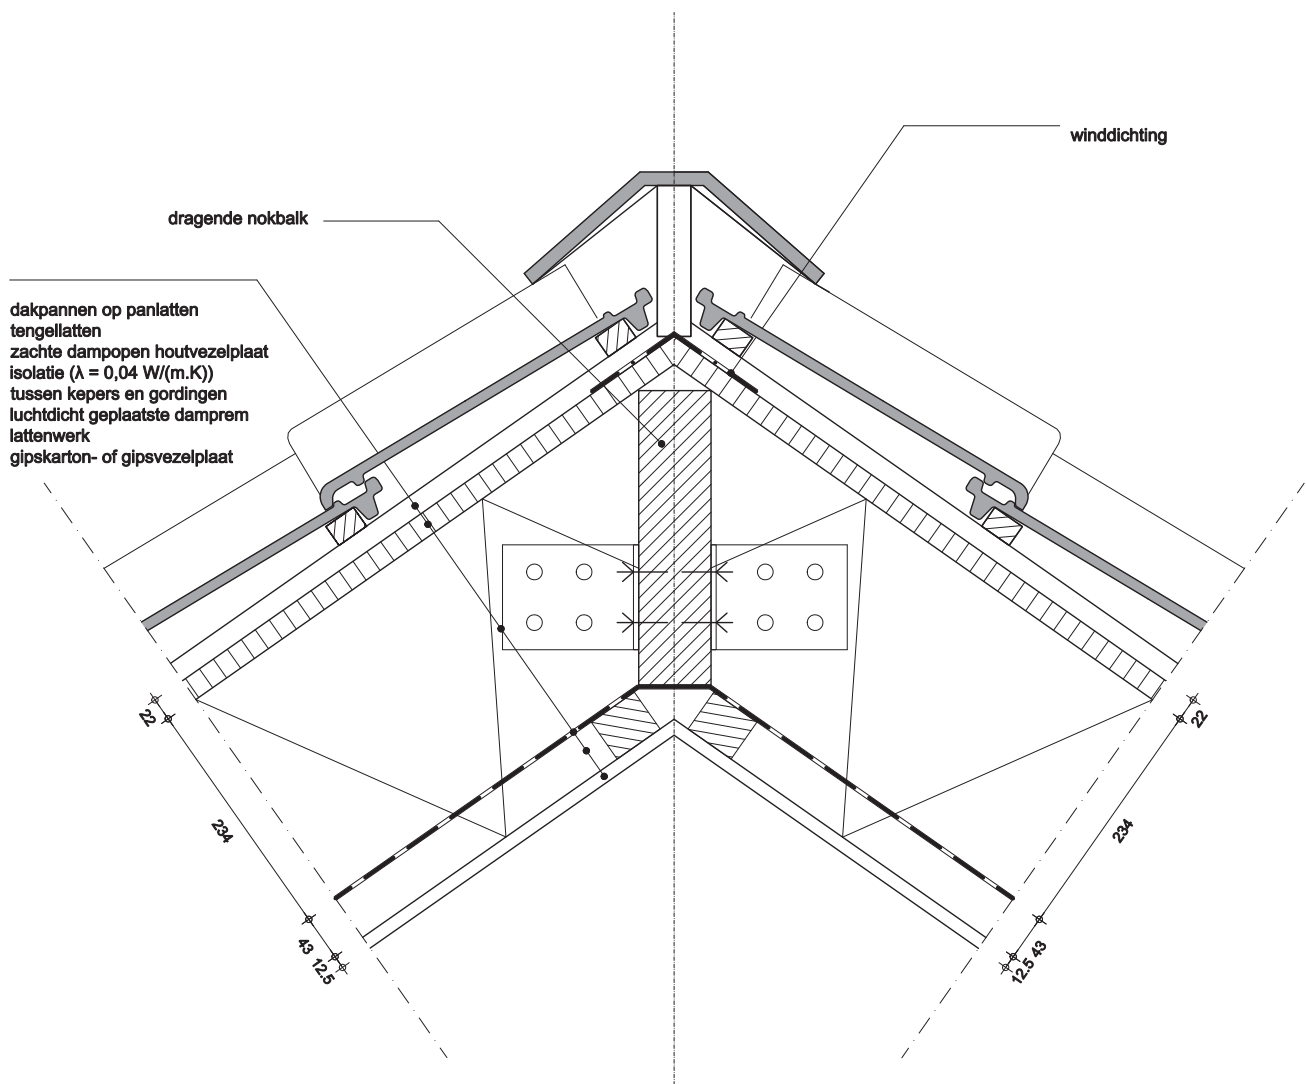 winddichting
dragende nokbalk
dakpannen op panlatten
tengellatten
zachte dampopen houtvezelplaat
isolatie (λ = 0,04 W/(m.K))
tussen kepers en gordingen
luchtdicht geplaatste damprem
lattenwerk
gipskarton- of gipsvezelplaat
22
234
43
12.5
22
234
43
12.5